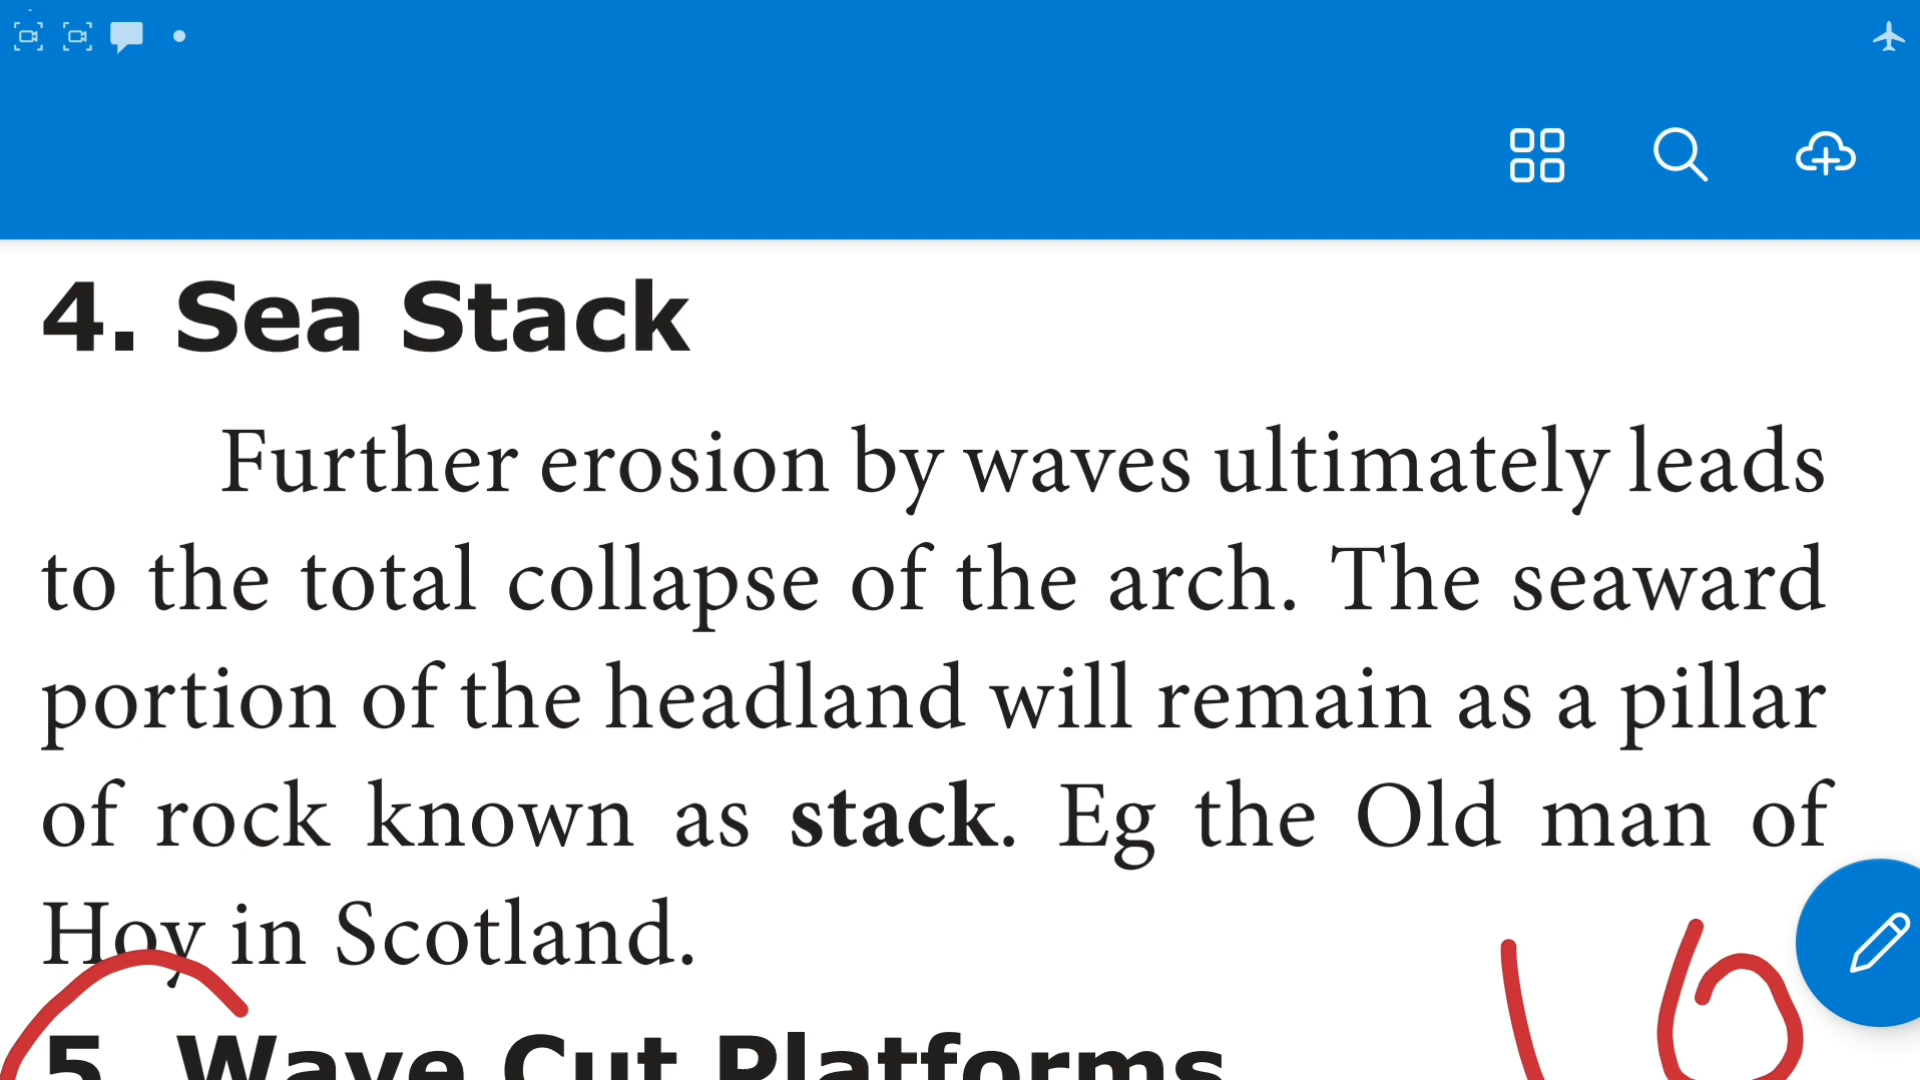 4. Sea Stack
Further erosion by waves ultimately leads
to the total collapse of the arch. The seaward
portion of the headland will remain as a pillar
of rock known as stack. Eg the Old man of
Hoy in Scotland.
16
5. Wave Cut Platforms